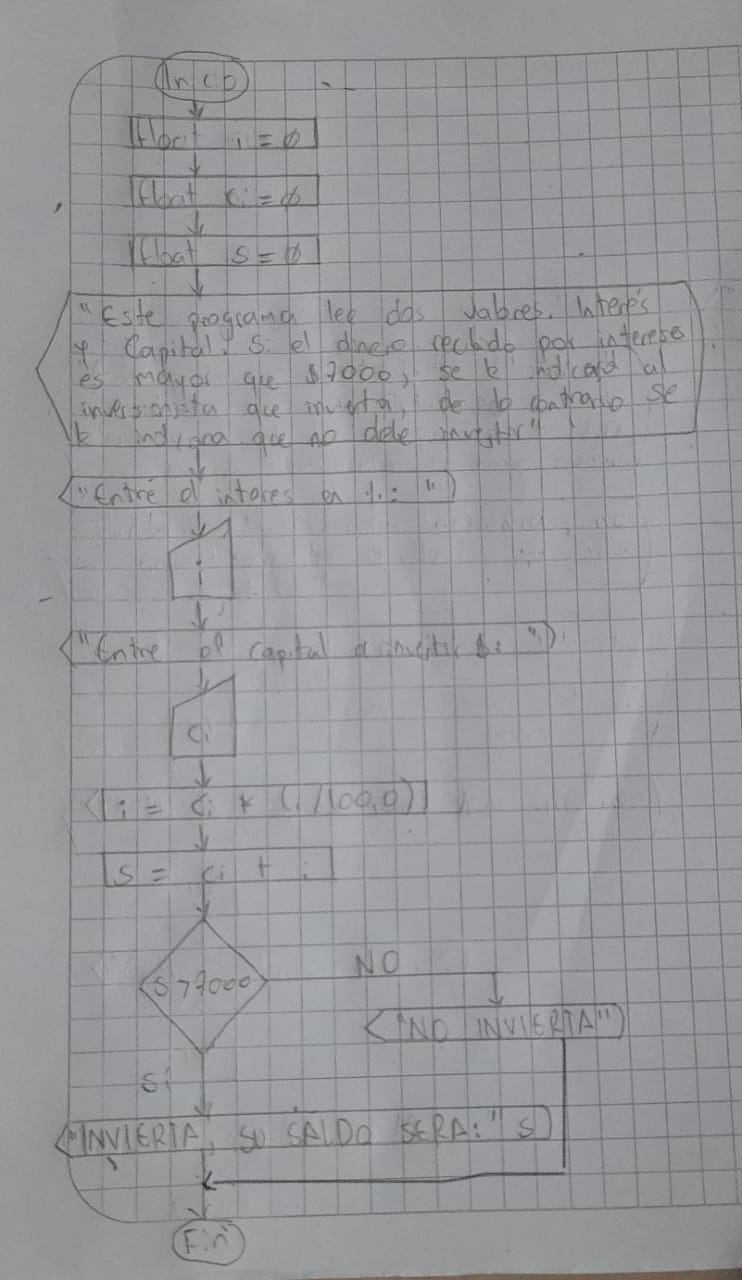 Inicio
float i = 0
float ci = 0
float s = 0
"Este programa lee dos valores. Interés
y Capital. Si el dinero recibido por intereses
es mayor que $7000, se le indicará al
inversionista que invierta, de lo contrario se
le indicara que no debe invertir"
"Entre el interes en %: "
i
"Entre el capital a invertir $: "
ci
i = ci * (i/100.0)
s = ci + i
s > 7000
NO
"NO INVIERTA"
Si
"INVIERTA, SU SALDO SERA:" s
Fin